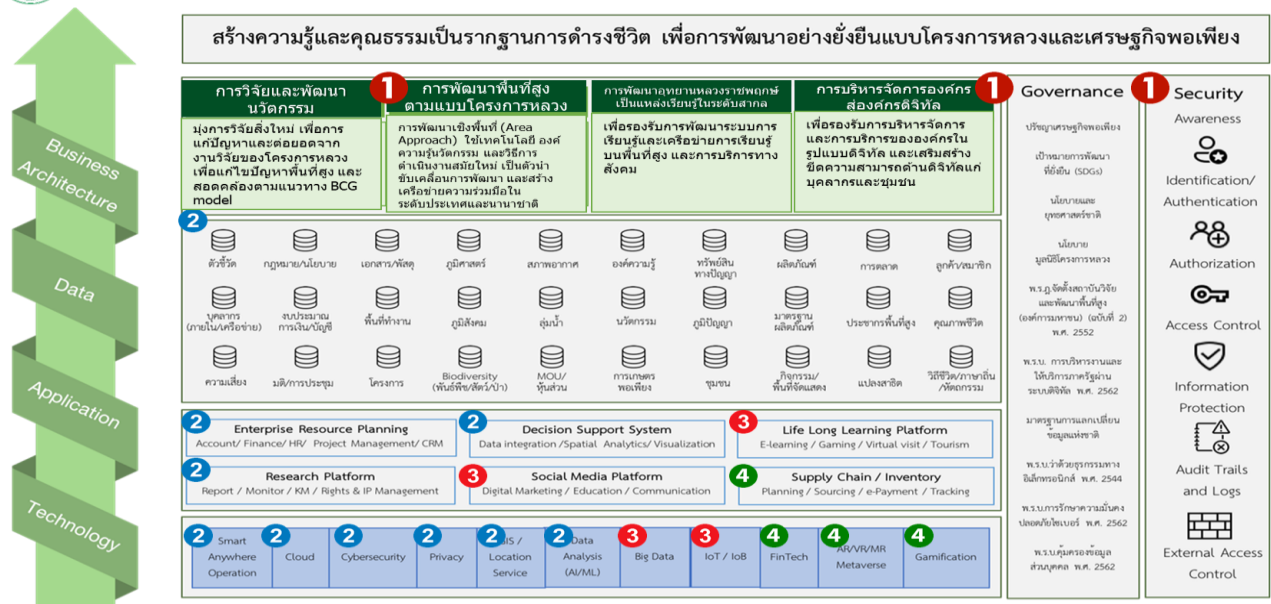 สร้างความรู้และคุณธรรมเป็นรากฐานการดำรงชีวิต เพื่อการพัฒนาอย่างยั่งยืนแบบโครงการหลวงและเศรษฐกิจพอเพียง
Business
Architecture
Data
Application
Technology
การวิจัยและพัฒนา
นวัตกรรม
มุ่งการวิจัยสิ่งใหม่ เพื่อการ
แก้ปัญหาและต่อยอดจาก
งานวิจัยของโครงการหลวง
เพื่อแก้ไขปัญหาพื้นที่สูง และ
สอดคล้องตามแนวทาง BCG
model
1
การพัฒนาพื้นที่สูง
ตามแบบโครงการหลวง
การพัฒนาเชิงพื้นที่ (Area
Approach) ใช้เทคโนโลยี องค์
ความรู้นวัตกรรม และวิธีการ
ดำเนินงานสมัยใหม่ เป็นตัวนำ
ขับเคลื่อนการพัฒนา และสร้าง
เครือข่ายความร่วมมือใน
ระดับประเทศและนานาชาติ
การพัฒนาอุทยานหลวงราชพฤกษ์
เป็นแหล่งเรียนรู้ในระดับสากล
เพื่อรองรับการพัฒนาระบบการ
เรียนรู้และเครือข่ายการเรียนรู้
บนพื้นที่สูง และการบริการทาง
สังคม
การบริหารจัดการองค์กร
สู่องค์กรดิจิทัล
เพื่อรองรับการบริหารจัดการ
และการบริการขององค์กรใน
รูปแบบดิจิทัล และเสริมสร้าง
ขีดความสามารถด้านดิจิทัลแก่
บุคลากรและชุมชน
1
2
ตัวชี้วัด
กฎหมาย/นโยบาย
เอกสาร/พัสดุ
ภูมิศาสตร์
สภาพอากาศ
องค์ความรู้
ทรัพย์สิน
ทางปัญญา
ผลิตภัณฑ์
การตลาด
ลูกค้า/สมาชิก
บุคลากร
(ภายใน/เครือข่าย)
งบประมาณ
การเงิน/บัญชี
พื้นที่ทำงาน
ภูมิสังคม
ลุ่มน้ำ
นวัตกรรม
ภูมิปัญญา
มาตรฐาน
ผลิตภัณฑ์
ประชากรพื้นที่สูง
คุณภาพชีวิต
ความเสี่ยง
มติ/การประชุม
โครงการ
Biodiversity
(พันธ์พืช/สัตว์/ป่า)
MOU/
หุ้นส่วน
การเกษตร
พอเพียง
ชุมชน
กิจกรรม/
พื้นที่จัดแสดง
แปลงสาธิต
วิถีชีวิต/ภาษาถิ่น
/หัตถกรรม
2
Enterprise Resource Planning
Account/ Finance/ HR/ Project Management/ CRM
2
Decision Support System
Data integration /Spatial Analytics/ Visualization
3
Life Long Learning Platform
E-learning / Gaming / Virtual visit / Tourism
2
Research Platform
Report / Monitor / KM / Rights & IP Management
3
Social Media Platform
Digital Marketing / Education / Communication
4
Supply Chain / Inventory
Planning / Sourcing / e-Payment / Tracking
2
Smart
Anywhere
Operation
2
Cloud
2
Cybersecurity
2
Privacy
2
IS /
Location
Service
2
Data
Analysis
(AI/ML)
3
Big Data
3
IoT / IoB
4
FinTech
4
AR/VR/MR
Metaverse
4
Gamification
Governance
ปรัชญาเศรษฐกิจพอเพียง
เป้าหมายการพัฒนา
ที่ยั่งยืน (SDGs)
นโยบายและ
ยุทธศาสตร์ชาติ
นโยบาย
มูลนิธิโครงการหลวง
พ.ร.ฎ.จัดตั้งสถาบันวิจัย
และพัฒนาพื้นที่สูง
(องค์การมหาชน) (ฉบับที่ 2)
พ.ศ. 2552
พ.ร.บ. การบริหารงานและ
ให้บริการภาครัฐผ่าน
ระบบดิจิทัล พ.ศ. 2562
มาตรฐานการแลกเปลี่ยน
ข้อมูลแห่งชาติ
พ.ร.บ.ว่าด้วยธุรกรรมทาง
อิเล็กทรอนิกส์ พ.ศ. 2544
พ.ร.บ.การรักษาความมั่นคง
ปลอดภัยไซเบอร์ พ.ศ. 2562
พ.ร.บ.คุ้มครองข้อมูล
ส่วนบุคคล พ.ศ. 2562
1
Security
Awareness
Identification/
Authentication
Authorization
Access Control
Information
Protection
Audit Trails
and Logs
External Access
Control